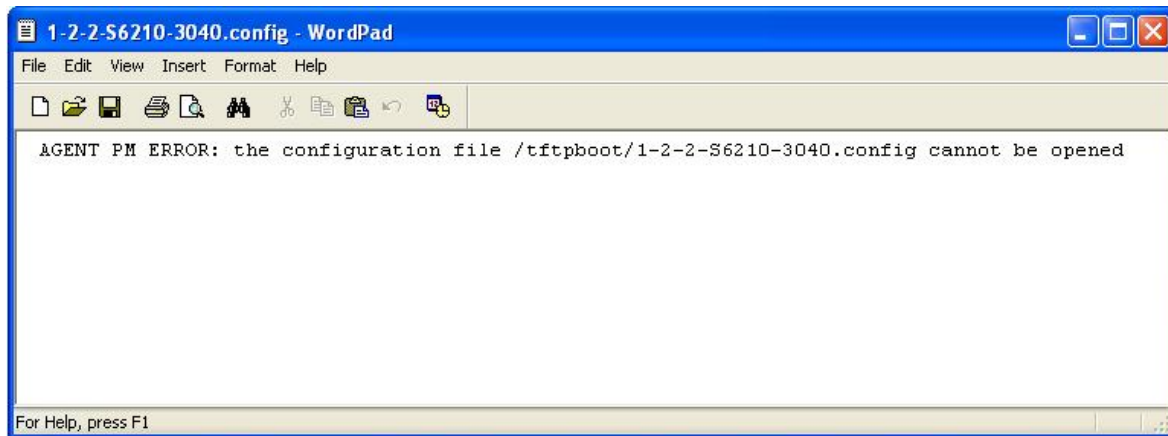 1-2-2-S6210-3040.config - WordPad
File Edit View Insert Format Help
AGENT PM ERROR: the configuration file /tftpboot/1-2-2-S6210-3040.config cannot be opened
For Help, press F1